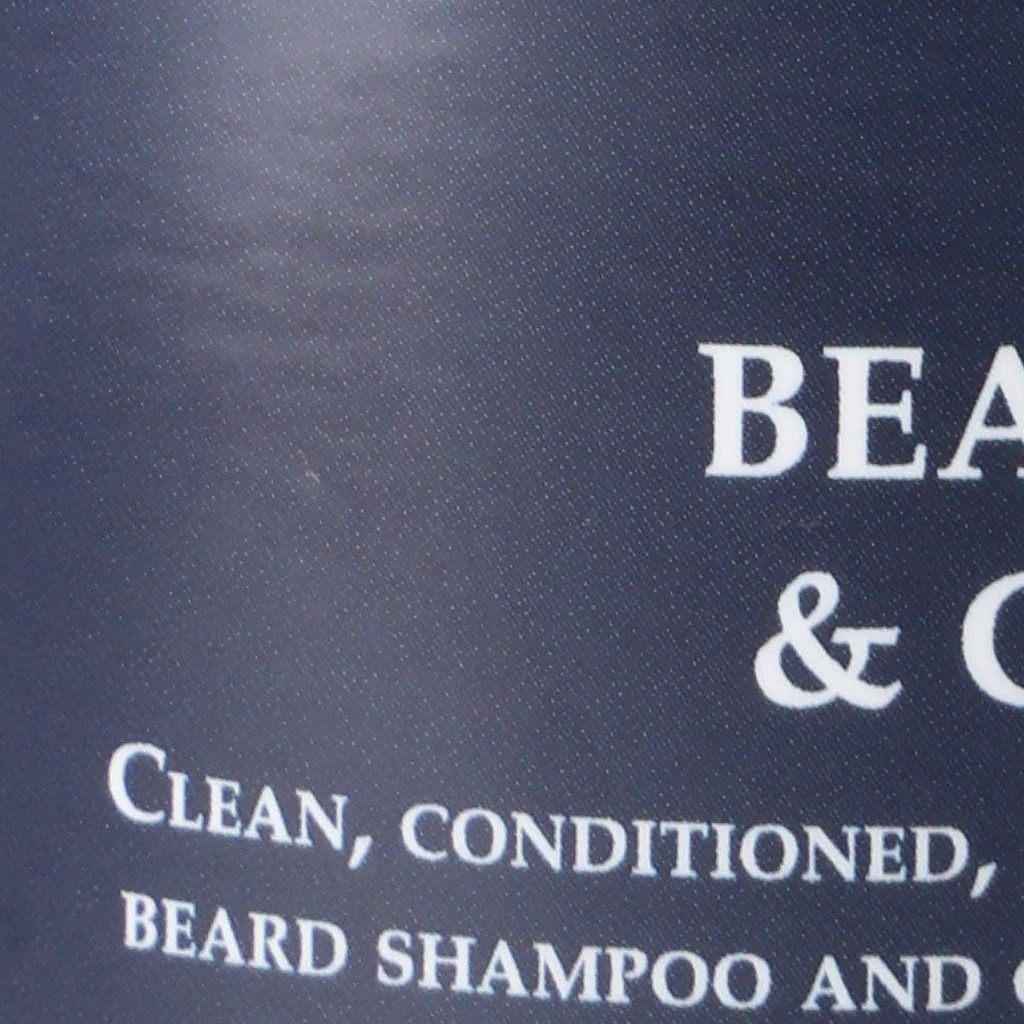 BEA
& C
CLEAN, CONDITIONED,
BEARD SHAMPOO AND